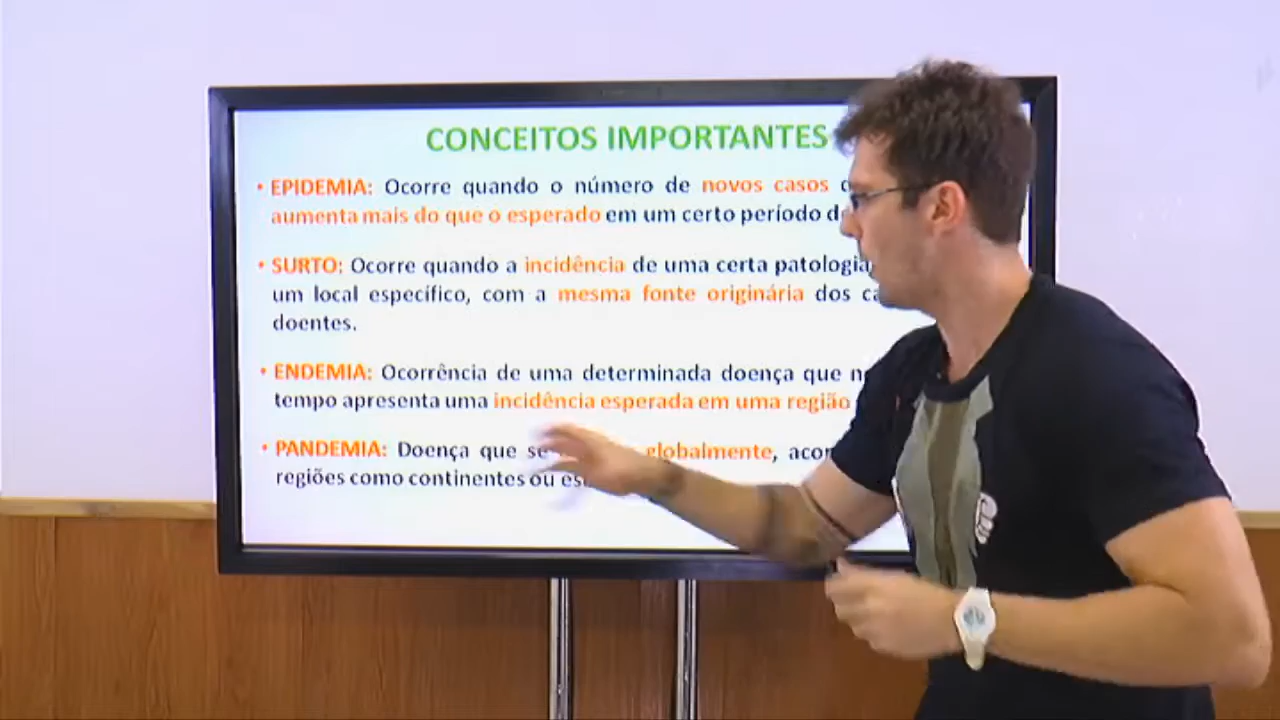 CONCEITOS IMPORTANTES
• EPIDEMIA: Ocorre quando o número de novos casos
aumenta mais do que o esperado em um certo período
• SURTO: Ocorre quando a incidência de uma certa patologia
um local específico, com a mesma fonte originária dos
doentes.
• ENDEMIA: Ocorrência de uma determinada doença que
tempo apresenta uma incidência esperada em uma região
• PANDEMIA: Doença que se globalmente,
regiões como continentes ou